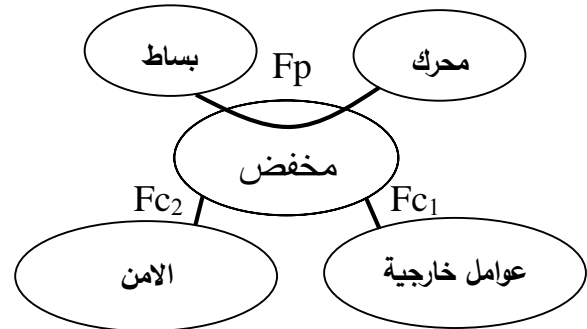 محرك
Fp
بساط
مخفض
Fc₁
Fc₂
عوامل خارجية
الامن